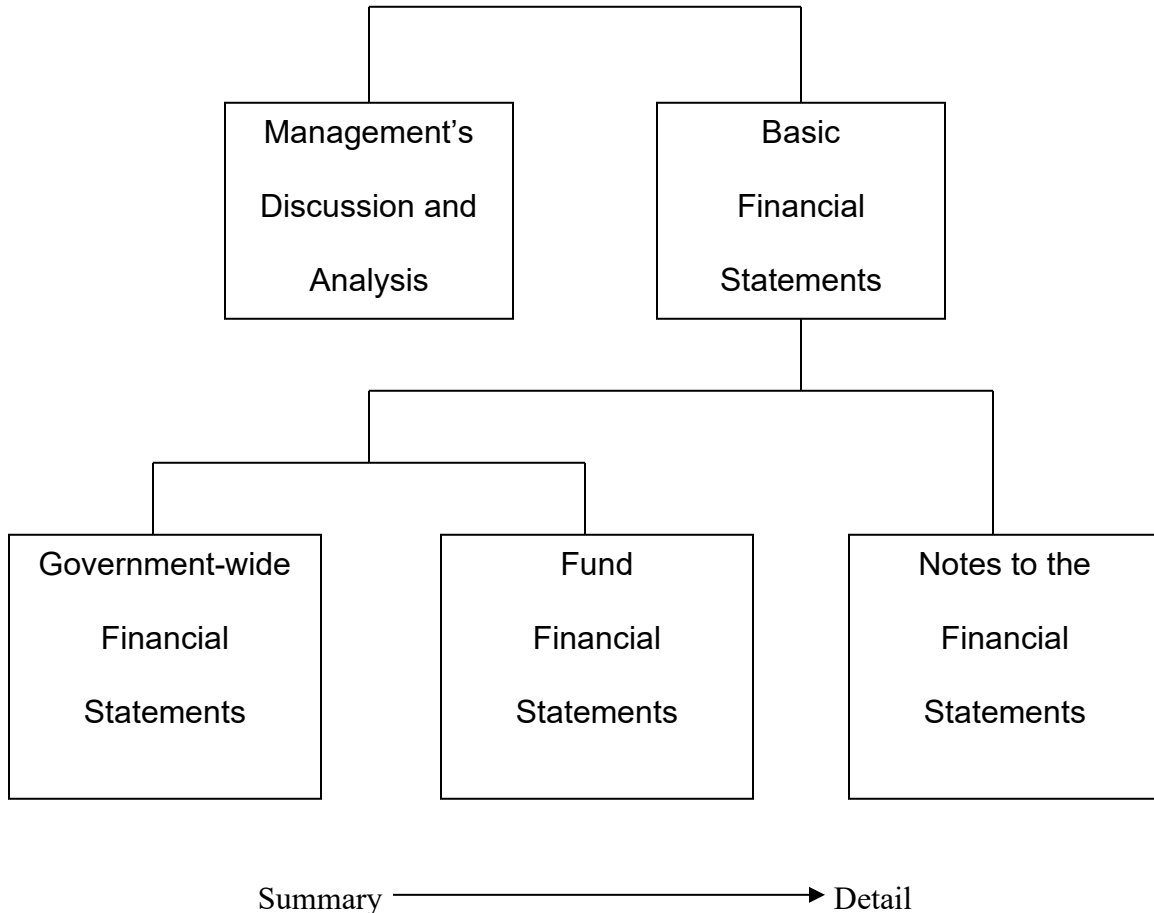 Management’s
Discussion and
Analysis
Basic
Financial
Statements
Government-wide
Financial
Statements
Fund
Financial
Statements
Notes to the
Financial
Statements
Summary
Detail